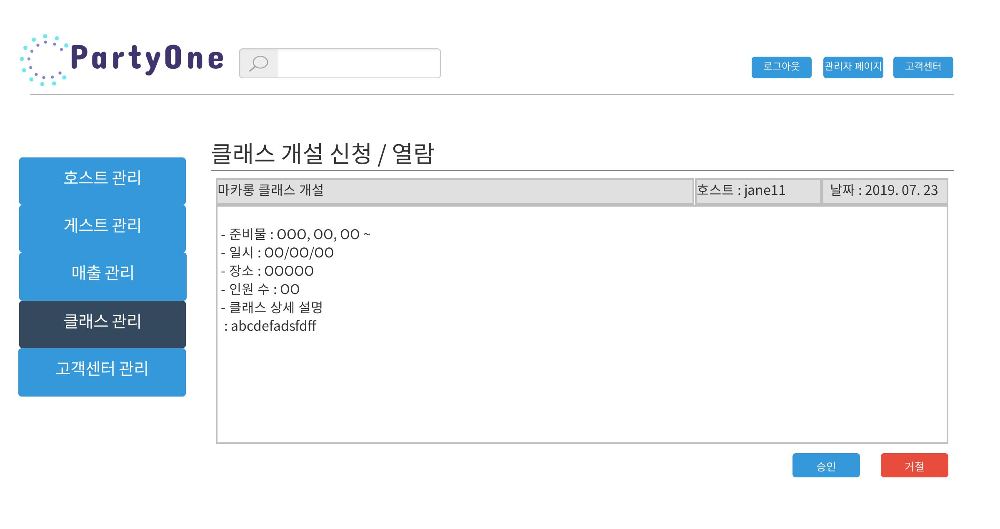 PartyOne
로그아웃 관리자 페이지 고객센터
클래스 개설 신청 / 열람
호스트 관리
게스트 관리
매출 관리
클래스 관리
고객센터 관리
마카롱 클래스 개설 호스트 : jane11 날짜 : 2019. 07. 23
- 준비물 : OOO, OO, OO ~
- 일시 : OO/OO/OO
- 장소 : OOOOO
- 인원 수 : OO
- 클래스 상세 설명
: abcdefadsfdff
승인 거절